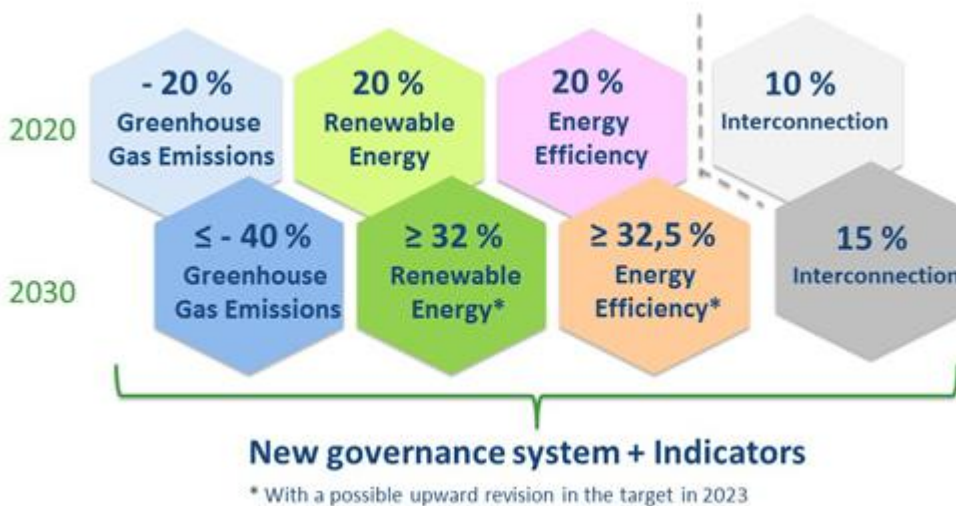 2020
- 20 %
Greenhouse
Gas Emissions
20 %
Renewable
Energy
20 %
Energy
Efficiency
10 %
Interconnection
2030
≤ - 40 %
Greenhouse
Gas Emissions
≥ 32 %
Renewable
Energy*
≥ 32,5 %
Energy
Efficiency*
15 %
Interconnection
New governance system + Indicators
* With a possible upward revision in the target in 2023